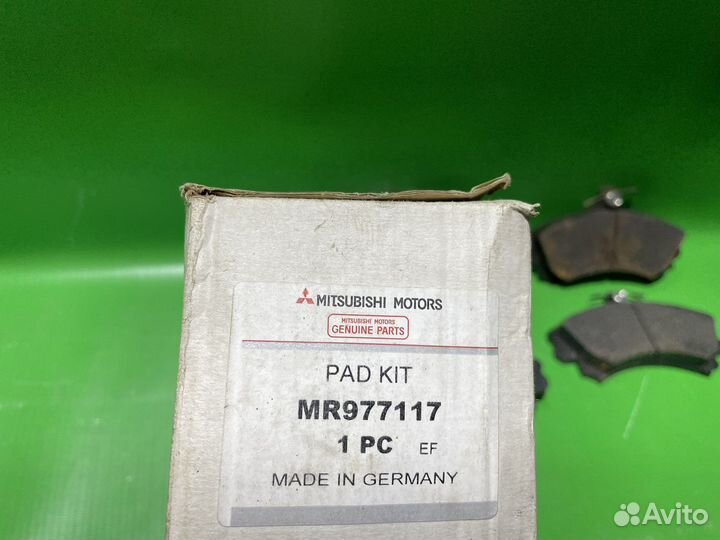 MITSUBISHI MOTORS
MITSUBISHI MOTORS
GENUINE PARTS
PAD KIT
MR977117
1 PC EF
MADE IN GERMANY
Avito